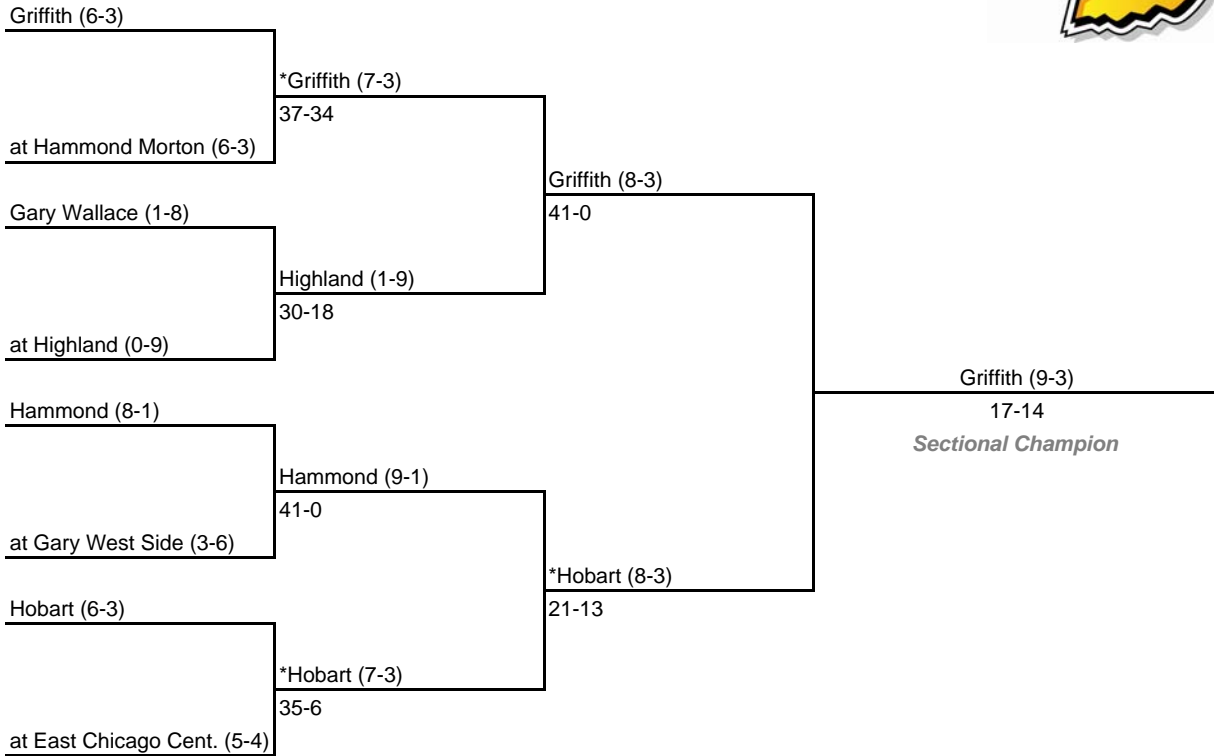 Griffith (6-3)
*Griffith (7-3)
37-34
at Hammond Morton (6-3)
Griffith (8-3)
41-0
Gary Wallace (1-8)
Highland (1-9)
30-18
at Highland (0-9)
Griffith (9-3)
17-14
Sectional Champion
Hammond (8-1)
Hammond (9-1)
41-0
at Gary West Side (3-6)
*Hobart (8-3)
21-13
Hobart (6-3)
*Hobart (7-3)
35-6
at East Chicago Cent. (5-4)